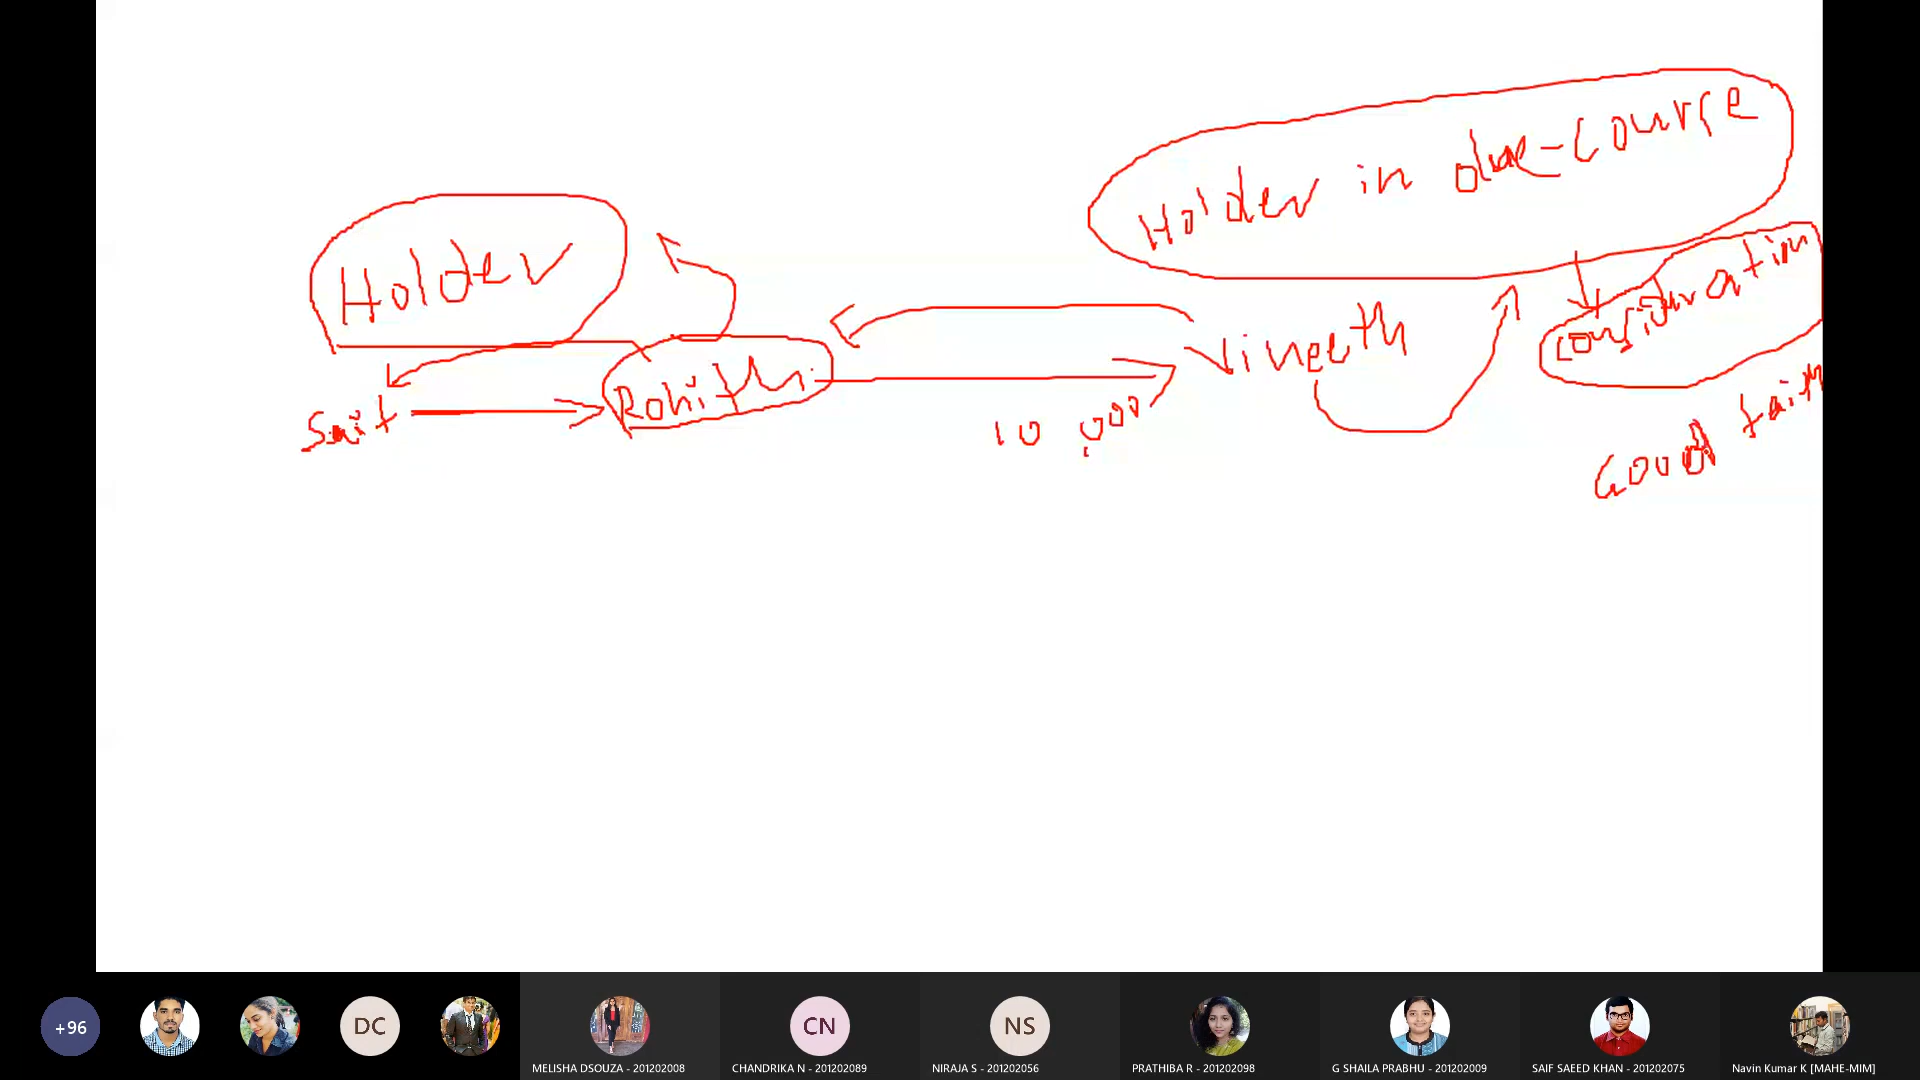 Holder in due-course
Holder
consideration
Vineeth
Rohith.
Saif
10,000
Good faith
+96
DC
CN
NS
MELISHA DSOUZA - 201202008
CHANDRIKA N - 201202089
NIRAJA S - 201202056
PRATHIBA R - 201202098
G SHAILA PRABHU - 201202009
SAIF SAEED KHAN - 201202075
Navin Kumar K [MAHE-MIM]